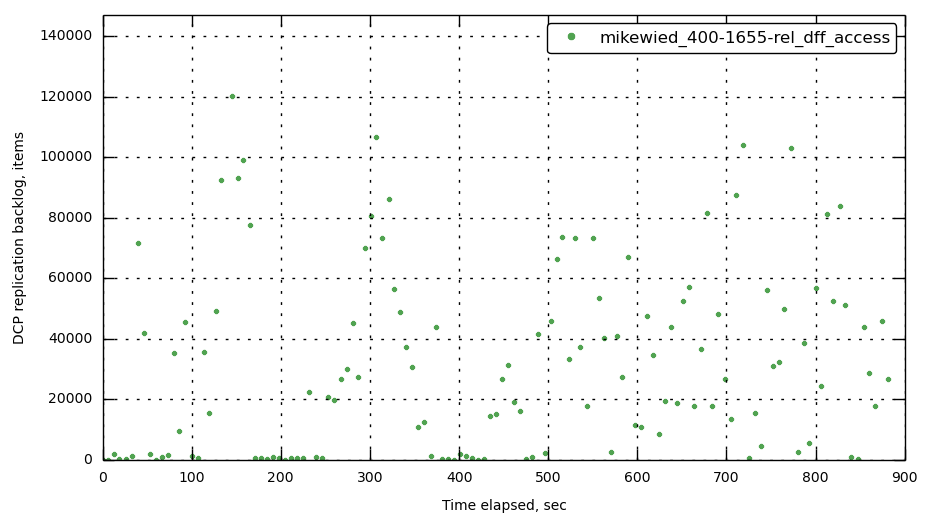 mikewied_400-1655-rel_dff_access
140000
120000
100000
80000
60000
40000
20000
0
DCP replication backlog, items
0 100 200 300 400 500 600 700 800 900
Time elapsed, sec